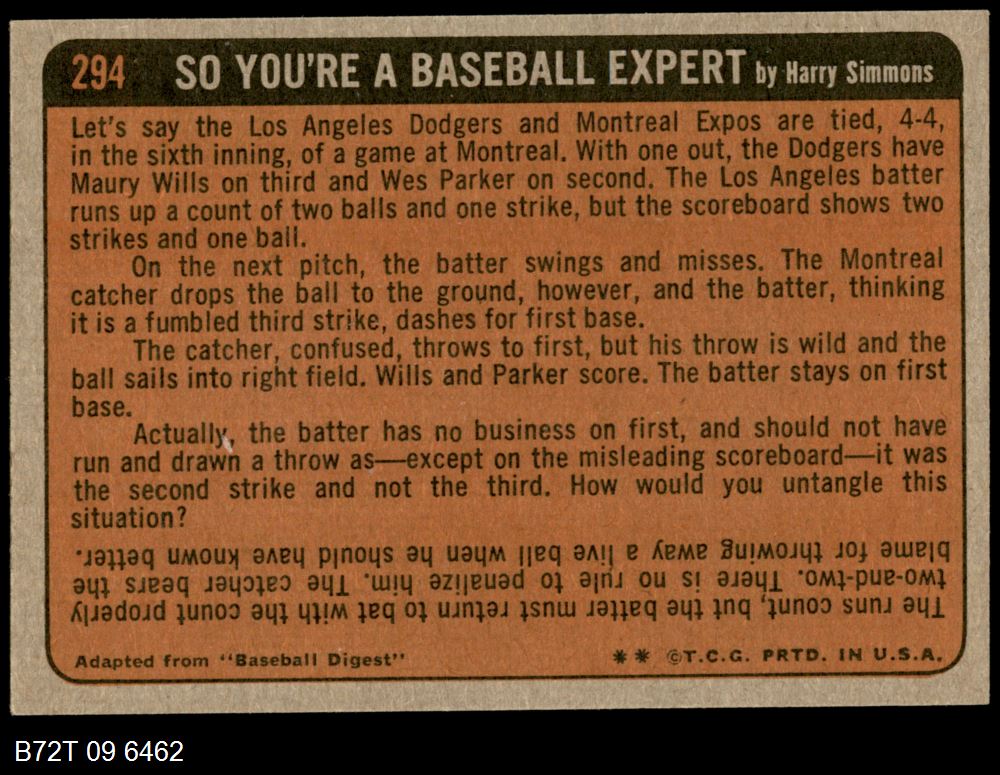 294 SO YOU'RE A BASEBALL EXPERT by Harry Simmons
Let's say the Los Angeles Dodgers and Montreal Expos are tied, 4-4,
in the sixth inning, of a game at Montreal. With one out, the Dodgers have
Maury Wills on third and Wes Parker on second. The Los Angeles batter
runs up a count of two balls and one strike, but the scoreboard shows two
strikes and one ball.
On the next pitch, the batter swings and misses. The Montreal
catcher drops the ball to the ground, however, and the batter, thinking
it is a fumbled third strike, dashes for first base.
The catcher, confused, throws to first, but his throw is wild and the
ball sails into right field. Wills and Parker score. The batter stays on first
base.
Actually, the batter has no business on first, and should not have
run and drawn a throw as—except on the misleading scoreboard—it was
the second strike and not the third. How would you untangle this
situation?
The runs count, but the batter must return to bat with the count properly
two-and-two. There is no rule to penalize him. The catcher bears the
blame for throwing away a live ball when he should have known better.
Adapted from "Baseball Digest"
** ©T.C.G. PRTD. IN U.S.A.
B72T 09 6462